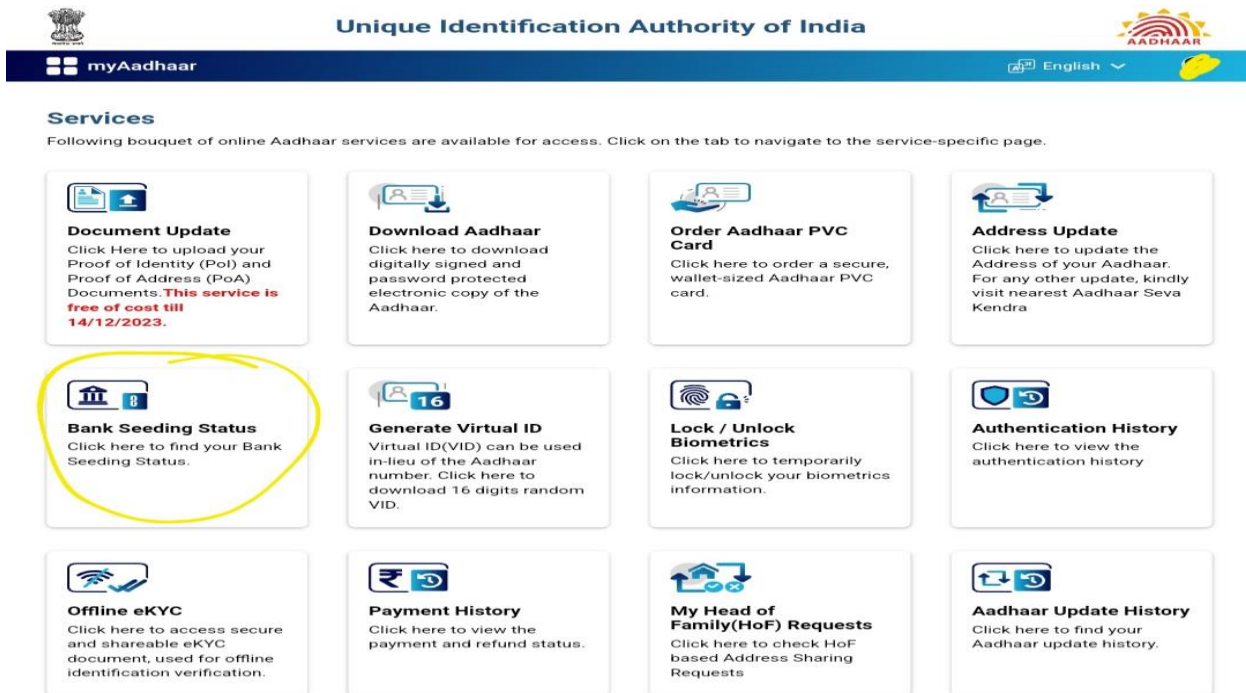 Unique Identification Authority of India
AADHAAR
myAadhaar
English
Services
Following bouquet of online Aadhaar services are available for access. Click on the tab to navigate to the service-specific page.
Document Update
Click Here to upload your
Proof of Identity (PoI) and
Proof of Address (PoA)
Documents.This service is
free of cost till
14/12/2023.
Download Aadhaar
Click here to download
digitally signed and
password protected
electronic copy of the
Aadhaar.
Order Aadhaar PVC
Card
Click here to order a secure,
wallet-sized Aadhaar PVC
card.
Address Update
Click here to update the
Address of your Aadhaar.
For any other update, kindly
visit nearest Aadhaar Seva
Kendra
8
Bank Seeding Status
Click here to find your Bank
Seeding Status.
16
Generate Virtual ID
Virtual ID(VID) can be used
in-lieu of the Aadhaar
number. Click here to
download 16 digits random
VID.
Lock / Unlock
Biometrics
Click here to temporarily
lock/unlock your biometrics
information.
Authentication History
Click here to view the
authentication history
Offline eKYC
Click here to access secure
and shareable eKYC
document, used for offline
identification verification.
₹
Payment History
Click here to view the
payment and refund status.
My Head of
Family(HoF) Requests
Click here to check HoF
based Address Sharing
Requests
Aadhaar Update History
Click here to find your
Aadhaar update history.